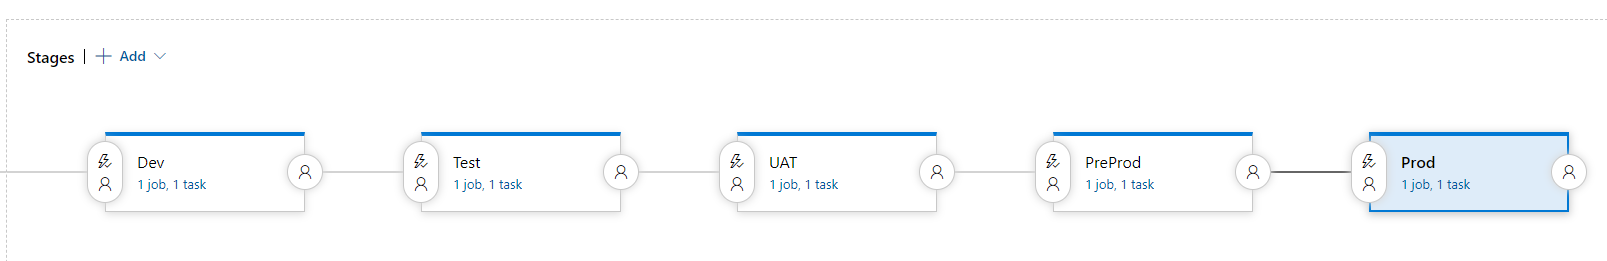 Stages | + Add
Dev
1 job, 1 task
Test
1 job, 1 task
UAT
1 job, 1 task
PreProd
1 job, 1 task
Prod
1 job, 1 task